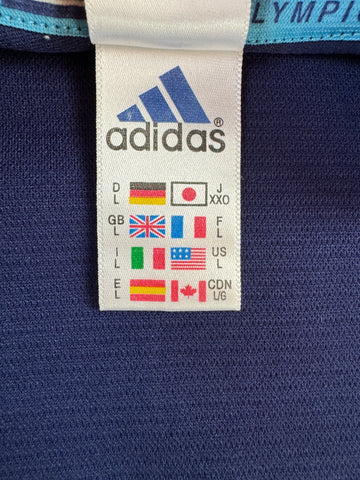 LYMPI
adidas®
D J
L XXO
GB F
L L
I US
L L
E CDN
L L/G